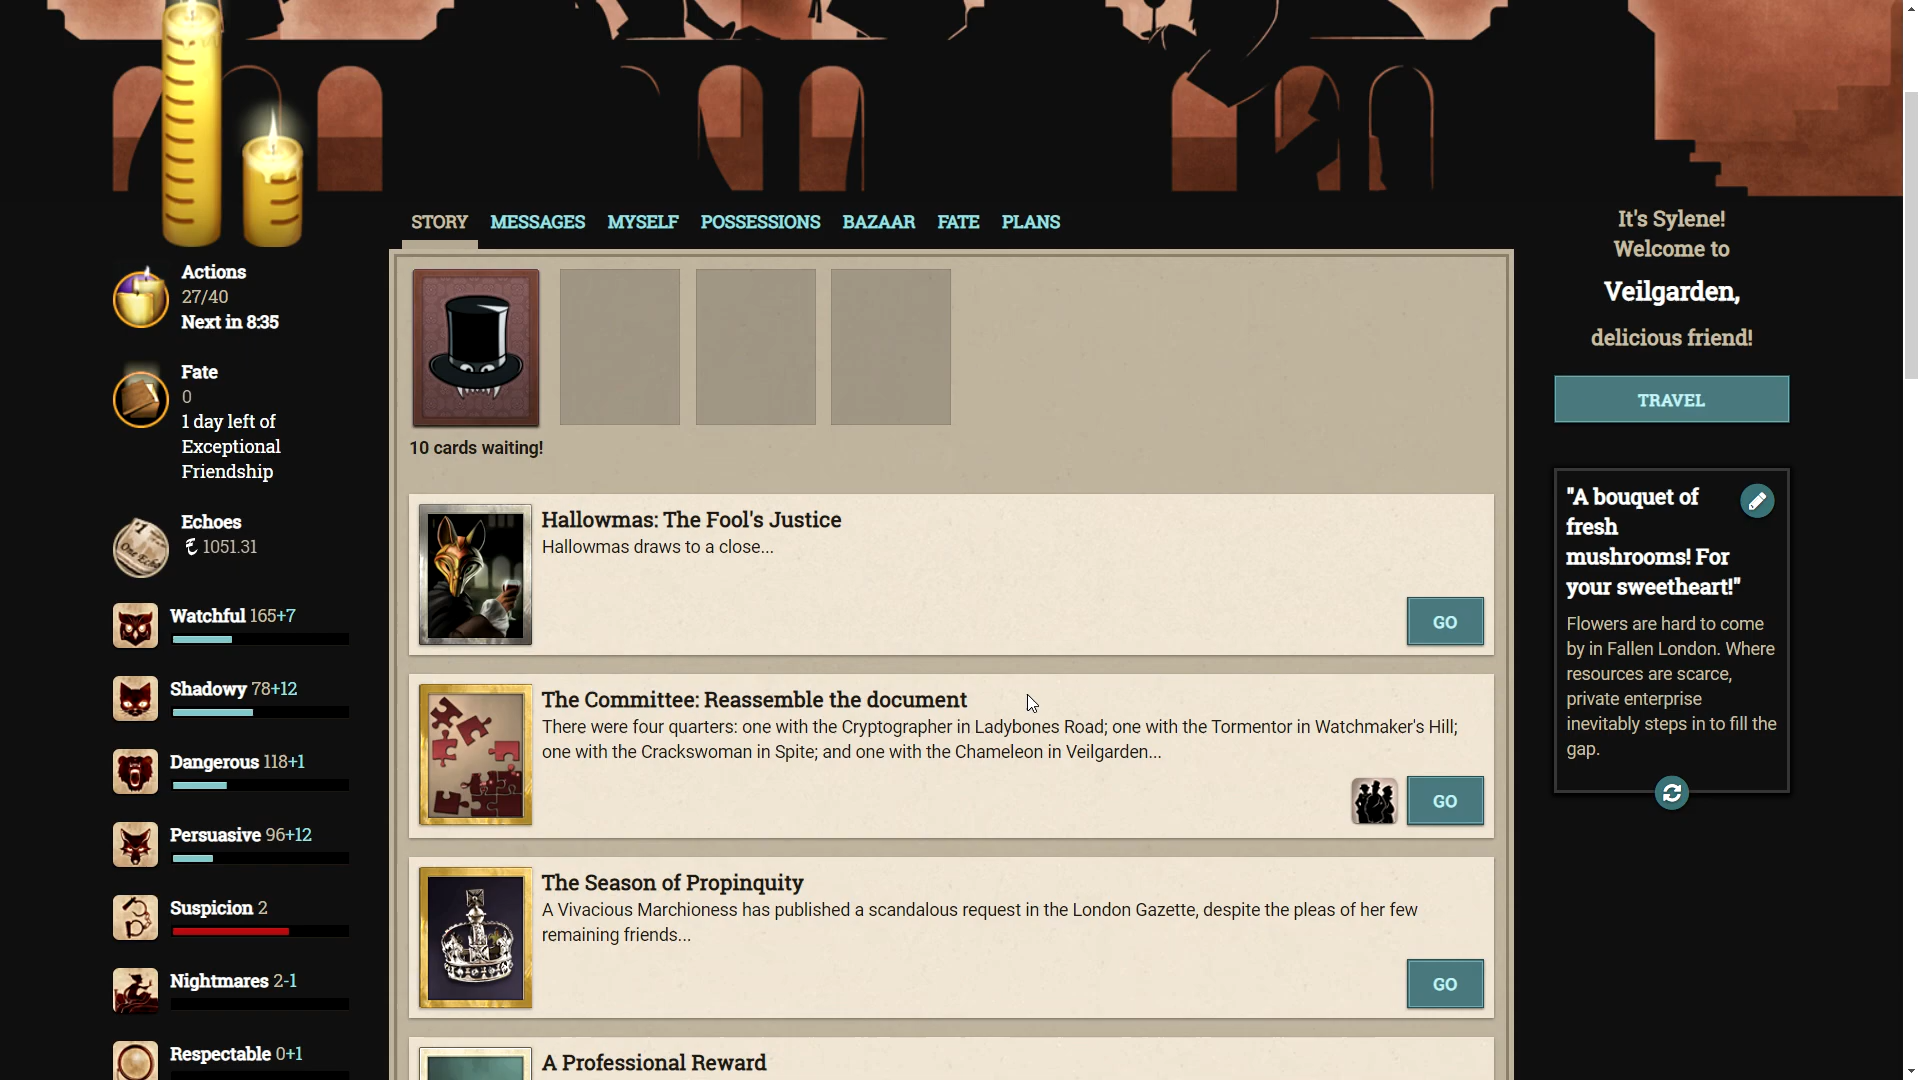 STORY MESSAGES MYSELF POSSESSIONS BAZAAR FATE PLANS
Actions
27/40
Next in 8:35
Fate
0
1 day left of
Exceptional
Friendship
Echoes
1051.31
Watchful 165+7
Shadowy 78+12
Dangerous 118+1
Persuasive 96+12
Suspicion 2
Nightmares 2-1
Respectable 0+1
10 cards waiting!
Hallowmas: The Fool's Justice
Hallowmas draws to a close...
GO
The Committee: Reassemble the document
There were four quarters: one with the Cryptographer in Ladybones Road; one with the Tormentor in Watchmaker's Hill;
one with the Crackswoman in Spite; and one with the Chameleon in Veilgarden...
GO
The Season of Propinquity
A Vivacious Marchioness has published a scandalous request in the London Gazette, despite the pleas of her few
remaining friends...
GO
A Professional Reward
It's Sylene!
Welcome to
Veilgarden,
delicious friend!
TRAVEL
"A bouquet of
fresh
mushrooms! For
your sweetheart!"
Flowers are hard to come
by in Fallen London. Where
resources are scarce,
private enterprise
inevitably steps in to fill the
gap.